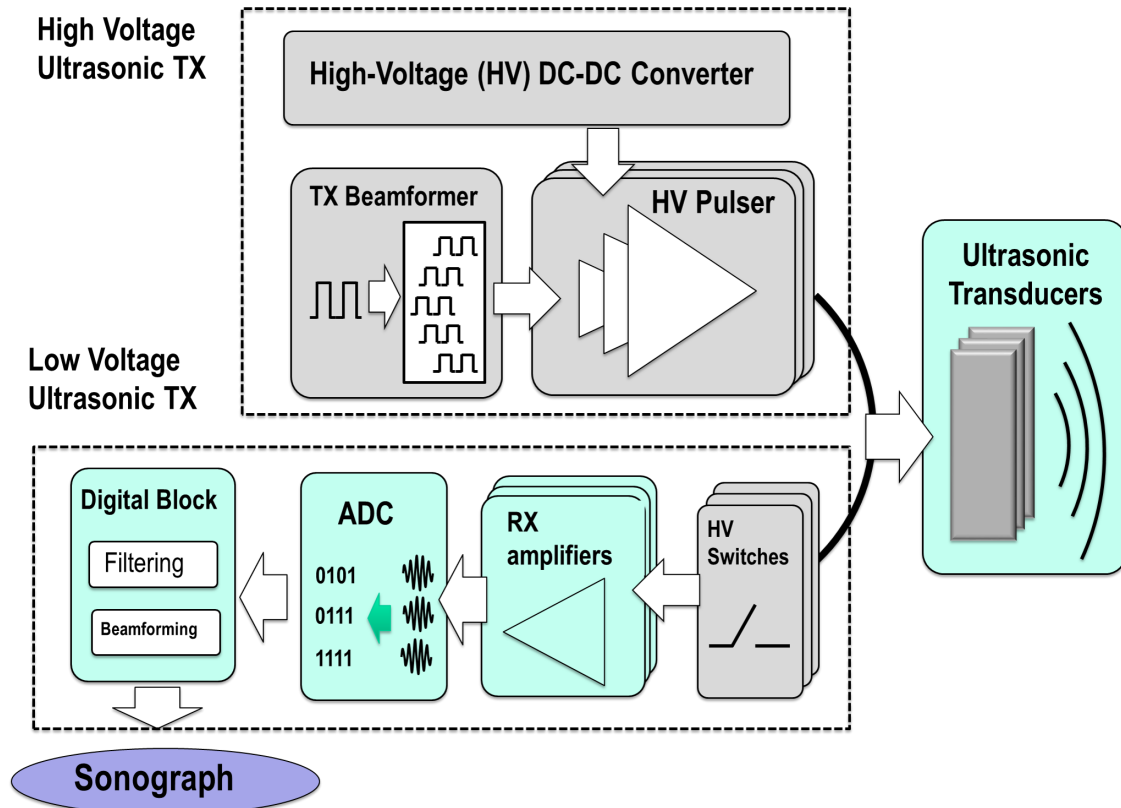 High Voltage
Ultrasonic TX
High-Voltage (HV) DC-DC Converter
TX Beamformer
HV Pulser
Ultrasonic
Transducers
Low Voltage
Ultrasonic TX
Digital Block
Filtering
Beamforming
ADC
0101
0111
1111
RX
amplifiers
HV
Switches
Sonograph